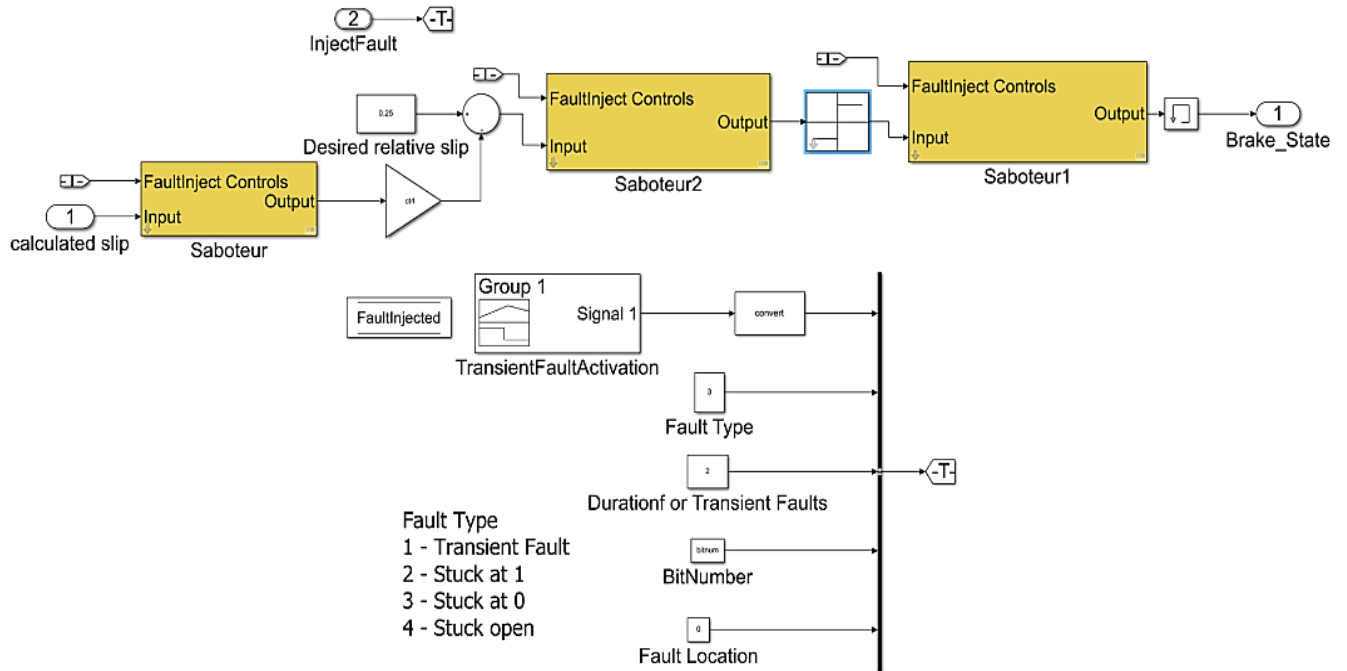 2
-T-
InjectFault
-I-
FaultInject Controls
Output
Input
Saboteur2
0.25
Desired relative slip
-I-
FaultInject Controls
Output
Input
Saboteur1
1
Brake_State
-I-
FaultInject Controls
Output
1
Input
calculated slip
Saboteur
ctrl
FaultInjected
Group 1
Signal 1
TransientFaultActivation
convert
3
Fault Type
2
Durationf or Transient Faults
-T-
bitnum
BitNumber
0
Fault Location
Fault Type
1 - Transient Fault
2 - Stuck at 1
3 - Stuck at 0
4 - Stuck open